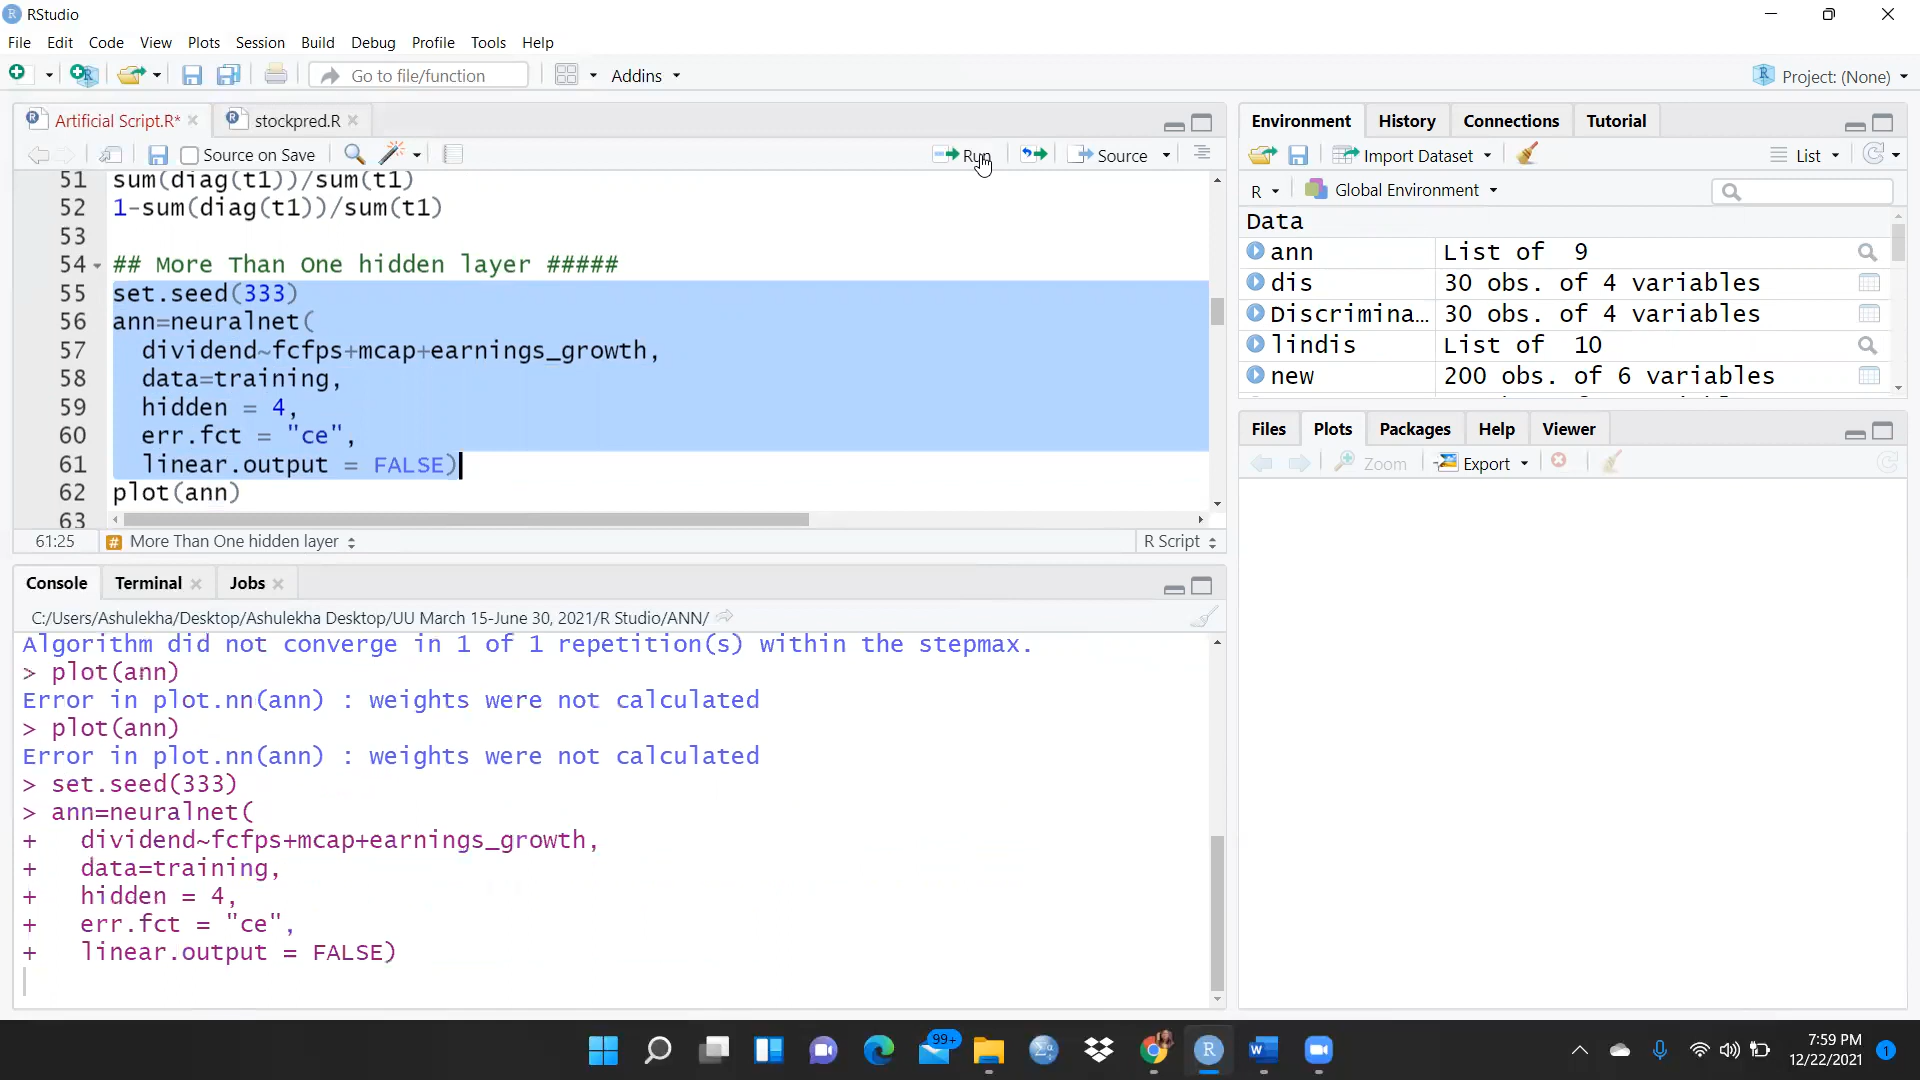 RStudio
File Edit Code View Plots Session Build Debug Profile Tools Help
Go to file/function Addins Project: (None)
Artificial Script.R* stockpred.R
Source on Save Run Source
51 sum(diag(t1))/sum(t1)
52 1-sum(diag(t1))/sum(t1)
53
54 ## More Than One hidden layer #####
55 set.seed(333)
56 ann=neuralnet(
57 dividend~fcfps+mcap+earnings_growth,
58 data=training,
59 hidden = 4,
60 err.fct = "ce",
61 linear.output = FALSE)
62 plot(ann)
63
61:25 # More Than One hidden layer R Script
Console Terminal Jobs
C:/Users/Ashulekha/Desktop/Ashulekha Desktop/UU March 15-June 30, 2021/R Studio/ANN/
Algorithm did not converge in 1 of 1 repetition(s) within the stepmax.
> plot(ann)
Error in plot.nn(ann) : weights were not calculated
> plot(ann)
Error in plot.nn(ann) : weights were not calculated
> set.seed(333)
> ann=neuralnet(
+ dividend~fcfps+mcap+earnings_growth,
+ data=training,
+ hidden = 4,
+ err.fct = "ce",
+ linear.output = FALSE)
Environment History Connections Tutorial
Import Dataset List
R Global Environment
Data
ann List of 9
dis 30 obs. of 4 variables
Discrimina… 30 obs. of 4 variables
lindis List of 10
new 200 obs. of 6 variables
Files Plots Packages Help Viewer
Zoom Export
99+
7:59 PM
12/22/2021
1